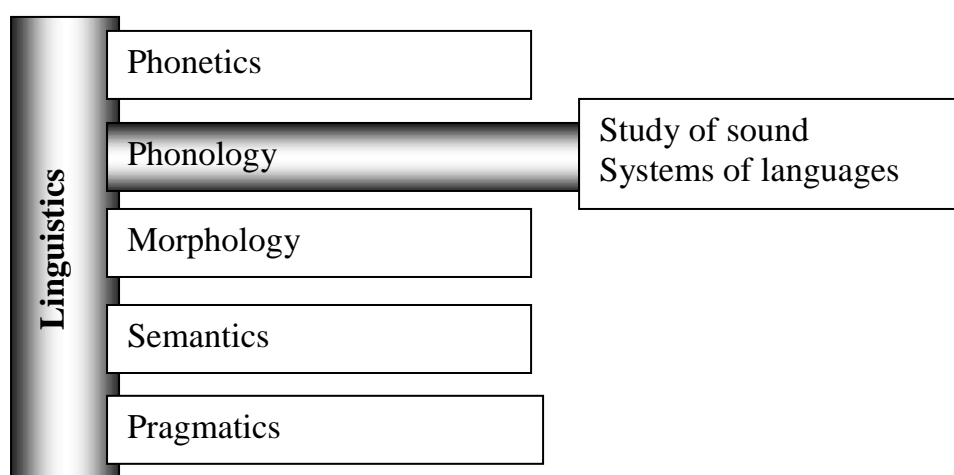 Linguistics
Phonetics
Phonology
Study of sound
Systems of languages
Morphology
Semantics
Pragmatics